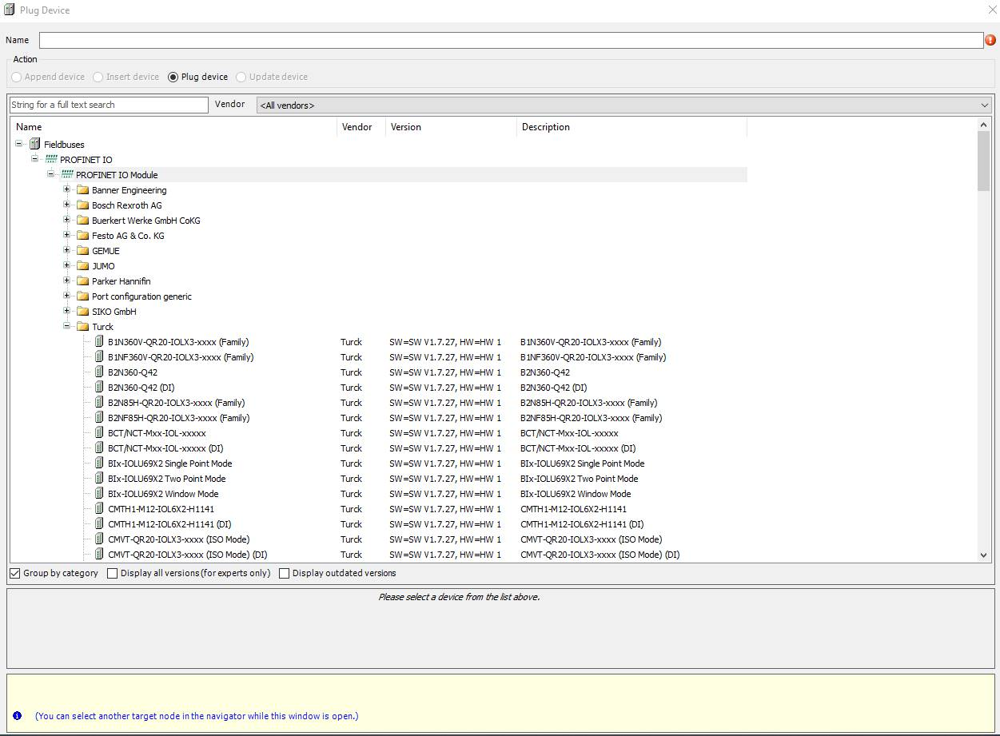 Plug Device
Name
Action
Append device Insert device Plug device Update device
String for a full text search Vendor <All vendors>
Name Vendor Version Description
Fieldbuses
PROFINET IO
PROFINET IO Module
Banner Engineering
Bosch Rexroth AG
Buerkert Werke GmbH CoKG
Festo AG & Co. KG
GEMUE
JUMO
Parker Hannifin
Port configuration generic
SIKO GmbH
Turck
B1N360V-QR20-IOLX3-xxxx (Family) Turck SW=SW V1.7.27, HW=HW 1 B1N360V-QR20-IOLX3-xxxx (Family)
B1NF360V-QR20-IOLX3-xxxx (Family) Turck SW=SW V1.7.27, HW=HW 1 B1NF360V-QR20-IOLX3-xxxx (Family)
B2N360-Q42 Turck SW=SW V1.7.27, HW=HW 1 B2N360-Q42
B2N360-Q42 (DI) Turck SW=SW V1.7.27, HW=HW 1 B2N360-Q42 (DI)
B2N85H-QR20-IOLX3-xxxx (Family) Turck SW=SW V1.7.27, HW=HW 1 B2N85H-QR20-IOLX3-xxxx (Family)
B2NF85H-QR20-IOLX3-xxxx (Family) Turck SW=SW V1.7.27, HW=HW 1 B2NF85H-QR20-IOLX3-xxxx (Family)
BCT/NCT-Mxx-IOL-xxxxx Turck SW=SW V1.7.27, HW=HW 1 BCT/NCT-Mxx-IOL-xxxxx
BCT/NCT-Mxx-IOL-xxxxx (DI) Turck SW=SW V1.7.27, HW=HW 1 BCT/NCT-Mxx-IOL-xxxxx (DI)
BIx-IOLU69X2 Single Point Mode Turck SW=SW V1.7.27, HW=HW 1 BIx-IOLU69X2 Single Point Mode
BIx-IOLU69X2 Two Point Mode Turck SW=SW V1.7.27, HW=HW 1 BIx-IOLU69X2 Two Point Mode
BIx-IOLU69X2 Window Mode Turck SW=SW V1.7.27, HW=HW 1 BIx-IOLU69X2 Window Mode
CMTH1-M12-IOL6X2-H1141 Turck SW=SW V1.7.27, HW=HW 1 CMTH1-M12-IOL6X2-H1141
CMTH1-M12-IOL6X2-H1141 (DI) Turck SW=SW V1.7.27, HW=HW 1 CMTH1-M12-IOL6X2-H1141 (DI)
CMVT-QR20-IOLX3-xxxx (ISO Mode) Turck SW=SW V1.7.27, HW=HW 1 CMVT-QR20-IOLX3-xxxx (ISO Mode)
CMVT-QR20-IOLX3-xxxx (ISO Mode) (DI) Turck SW=SW V1.7.27, HW=HW 1 CMVT-QR20-IOLX3-xxxx (ISO Mode) (DI)
Group by category Display all versions (for experts only) Display outdated versions
Please select a device from the list above.
(You can select another target node in the navigator while this window is open.)